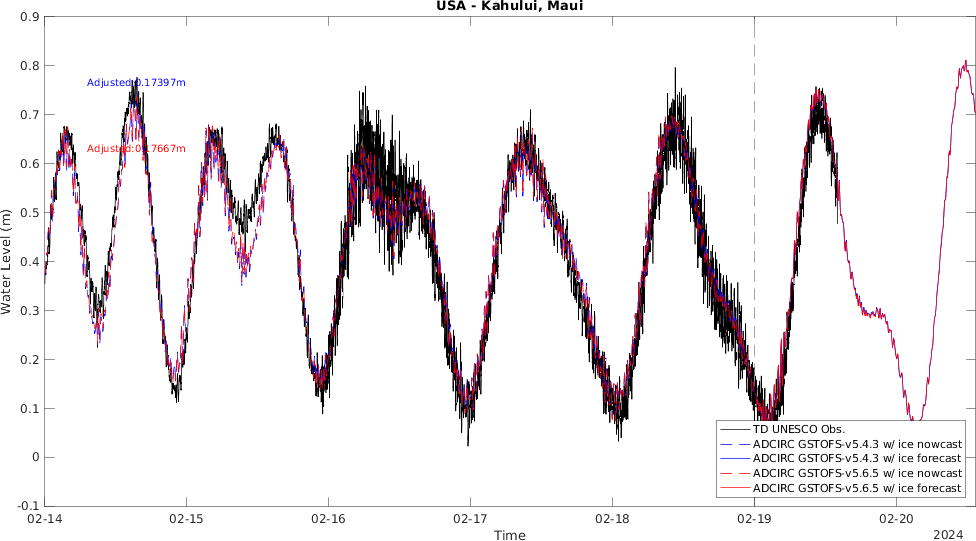 USA - Kahului, Maui
0.9
0.8
0.7
0.6
0.5
0.4
0.3
0.2
0.1
0
-0.1
Water Level (m)
Adjusted:0.17397m
Adjusted:0.17667m
TD UNESCO Obs.
ADCIRC GSTOFS-v5.4.3 w/ ice nowcast
ADCIRC GSTOFS-v5.4.3 w/ ice forecast
ADCIRC GSTOFS-v5.6.5 w/ ice nowcast
ADCIRC GSTOFS-v5.6.5 w/ ice forecast
02-14 02-15 02-16 02-17 02-18 02-19 02-20
Time
2024